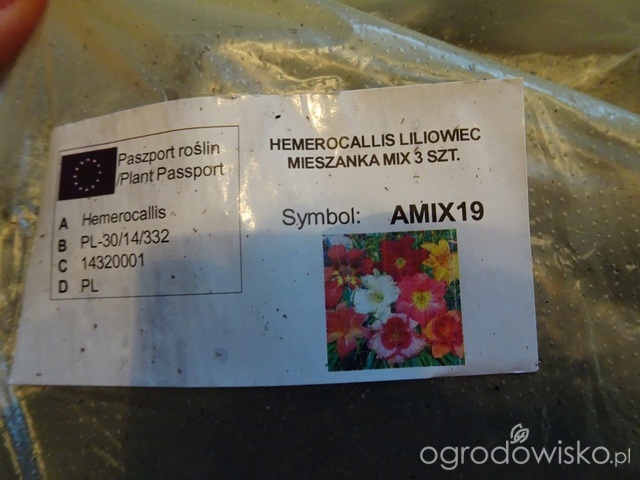 Paszport roślin
/Plant Passport
A Hemerocallis
B PL-30/14/332
C 14320001
D PL
HEMEROCALLIS LILIOWIEC
MIESZANKA MIX 3 SZT.
Symbol: AMIX19
ogrodowisko.pl